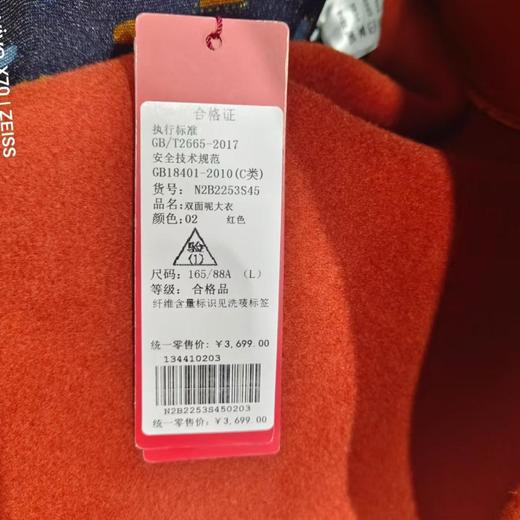 合格证
执行标准
GB/T2665-2017
安全技术规范
GB18401-2010(C类)
货号: N2B2253S45
品名:双面呢大衣
颜色:02 红色
验
(1)
尺码:165/88A (L)
等级: 合格品
纤维含量标识见洗唛标签
统一零售价:￥3,699.00
134410203
N2B2253S450203
统一零售价:￥3,699.00
X70 | ZEISS